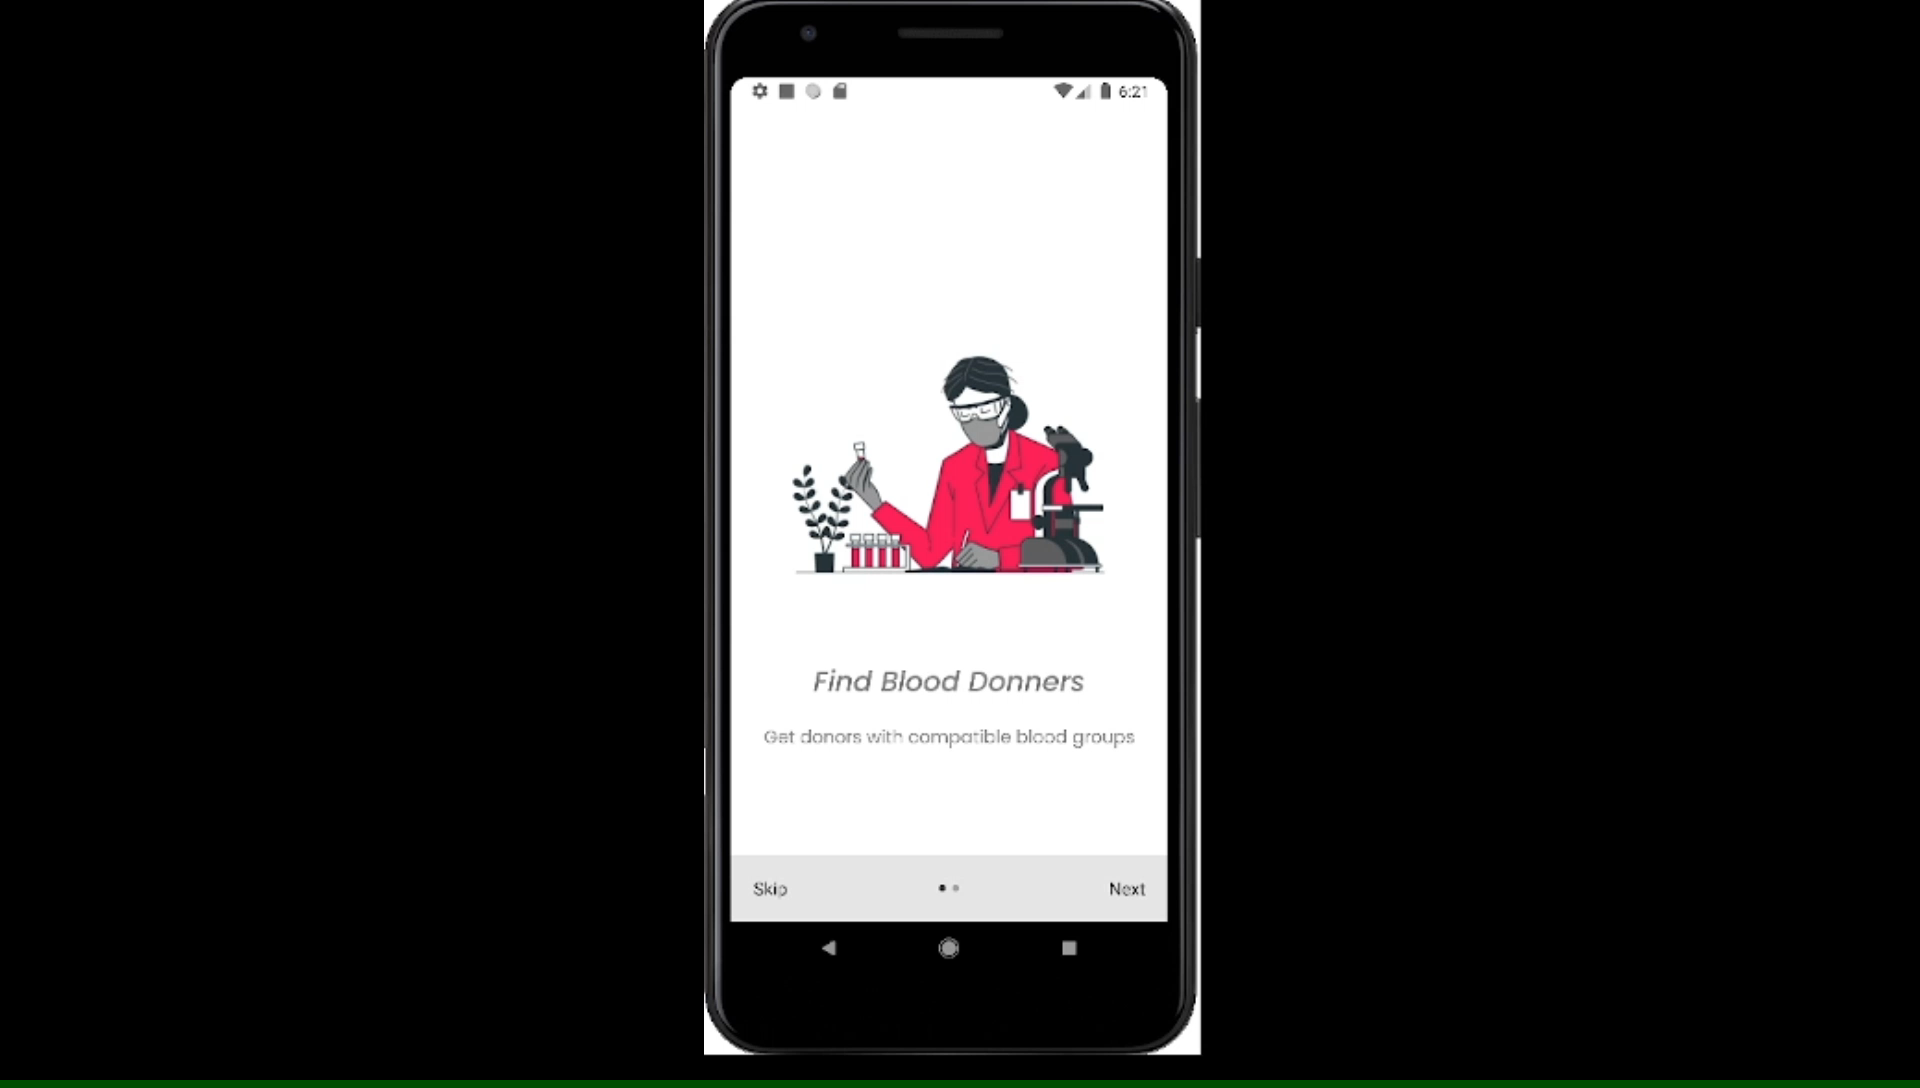 6:21
Find Blood Donners
Get donors with compatible blood groups
Skip
Next